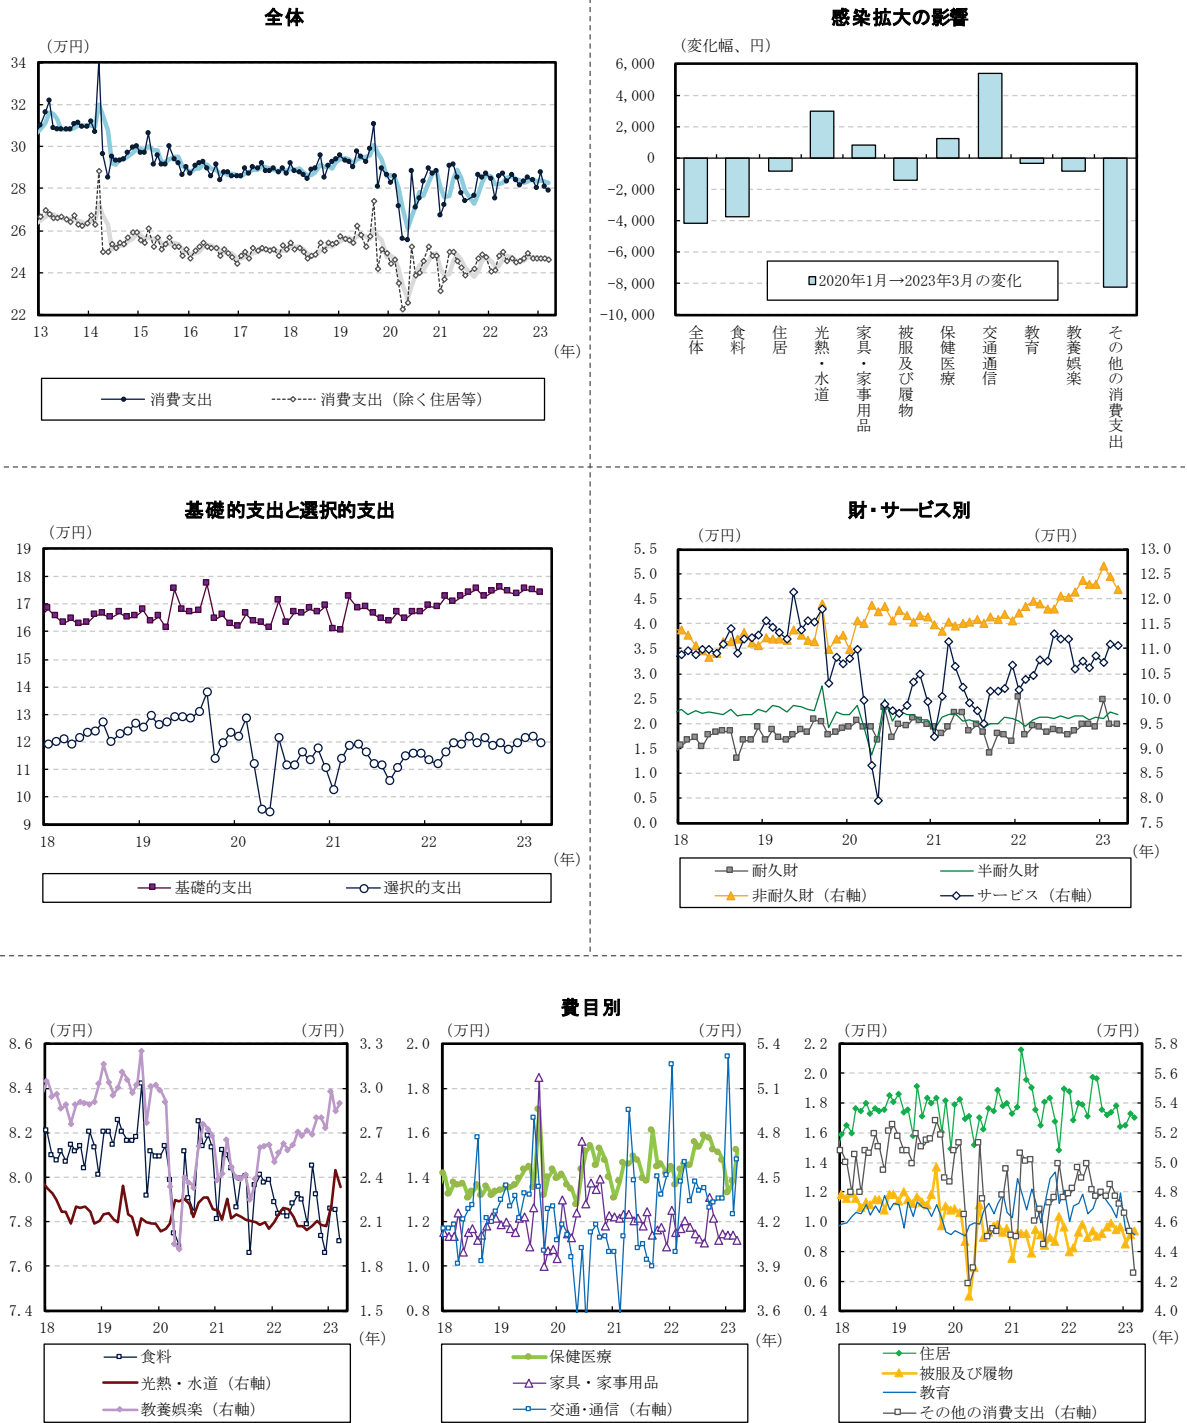 全体
（万円）
34
32
30
28
26
24
22
13 14 15 16 17 18 19 20 21 22 23
（年）
消費支出
消費支出（除く住居等）
感染拡大の影響
（変化幅、円）
6,000
4,000
2,000
0
-2,000
-4,000
-6,000
-8,000
-10,000
2020年1月→2023年3月の変化
全体
食料
住居
光熱・水道
家具・家事用品
被服及び履物
保健医療
交通通信
教育
教養娯楽
その他の消費支出
基礎的支出と選択的支出
（万円）
19
18
17
16
15
14
13
12
11
10
9
18 19 20 21 22 23
（年）
基礎的支出
選択的支出
財・サービス別
（万円）
（万円）
5.5
5.0
4.5
4.0
3.5
3.0
2.5
2.0
1.5
1.0
0.5
0.0
13.0
12.5
12.0
11.5
11.0
10.5
10.0
9.5
9.0
8.5
8.0
7.5
18 19 20 21 22 23
（年）
耐久財
半耐久財
非耐久財（右軸）
サービス（右軸）
費目別
（万円）
（万円）
8.6
8.4
8.2
8.0
7.8
7.6
7.4
3.3
3.0
2.7
2.4
2.1
1.8
1.5
18 19 20 21 22 23
（年）
食料
光熱・水道（右軸）
教養娯楽（右軸）
（万円）
（万円）
2.0
1.8
1.6
1.4
1.2
1.0
0.8
5.4
5.1
4.8
4.5
4.2
3.9
3.6
18 19 20 21 22 23
（年）
保健医療
家具・家事用品
交通・通信（右軸）
（万円）
（万円）
2.2
2.0
1.8
1.6
1.4
1.2
1.0
0.8
0.6
0.4
5.8
5.6
5.4
5.2
5.0
4.8
4.6
4.4
4.2
4.0
18 19 20 21 22 23
（年）
住居
被服及び履物
教育
その他の消費支出（右軸）